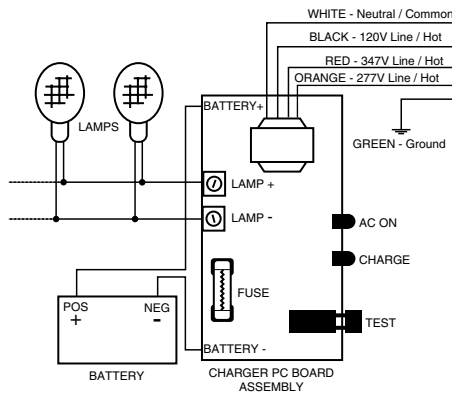 WHITE - Neutral / Common
BLACK - 120V Line / Hot
RED - 347V Line / Hot
ORANGE - 277V Line / Hot
BATTERY+
LAMPS
GREEN - Ground
LAMP +
LAMP -
AC ON
CHARGE
FUSE
POS
NEG
+
-
TEST
BATTERY -
BATTERY
CHARGER PC BOARD
ASSEMBLY